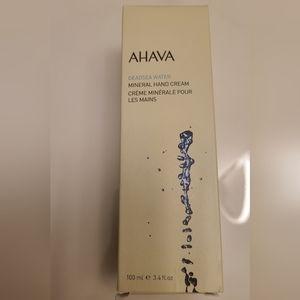 AHAVA
DEADSEA WATER
MINERAL HAND CREAM
CRÈME MINÉRALE POUR
LES MAINS
100 ml e 3.4 fl.oz